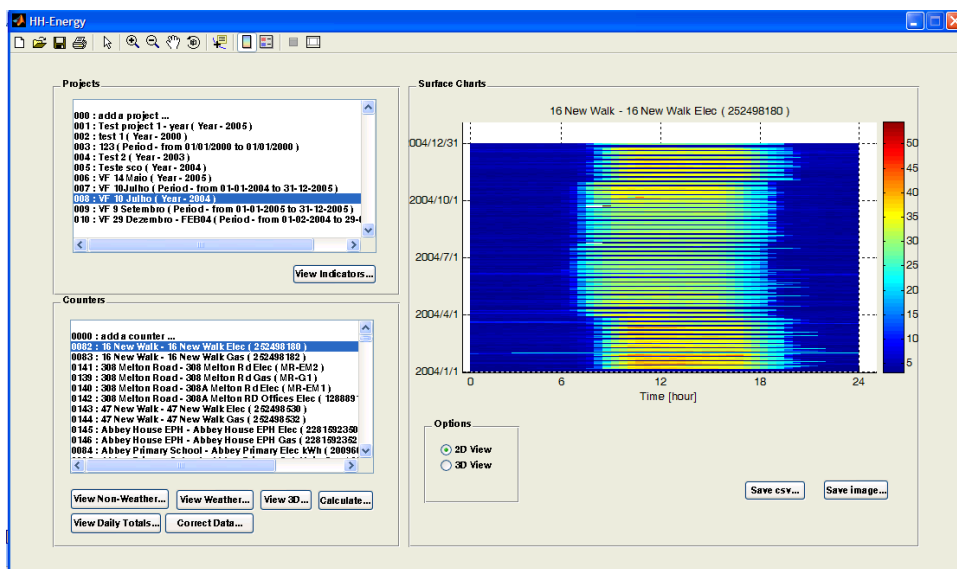 HH-Energy
Projects
000 : add a project ...
001 : Test project 1 - year ( Year - 2005 )
002 : test 1 ( Year - 2000 )
003 : 123 ( Period - from 01/01/2000 to 01/01/2000 )
004 : Test 2 ( Year - 2003 )
005 : Teste sco ( Year - 2004 )
006 : VF 14 Maio ( Year - 2005 )
007 : VF 10Julho ( Period - from 01-01-2004 to 31-12-2005 )
008 : VF 10 Julho ( Year - 2004 )
009 : VF 9 Setembro ( Period - from 01-01-2005 to 31-12-2005 )
010 : VF 29 Dezembro - FEB04 ( Period - from 01-02-2004 to 29-
View Indicators...
Counters
0000 : add a counter ...
0082 : 16 New Walk - 16 New Walk Elec ( 252498180 )
0083 : 16 New Walk - 16 New Walk Gas ( 252498182 )
0141 : 308 Melton Road - 308 Melton Rd Elec ( MR-EM2 )
0139 : 308 Melton Road - 308 Melton Rd Gas ( MR-G1 )
0140 : 308 Melton Road - 308A Melton Rd Elec ( MR-EM1 )
0142 : 308 Melton Road - 308A Melton RD Offices Elec ( 128889
0143 : 47 New Walk - 47 New Walk Elec ( 252498530 )
0144 : 47 New Walk - 47 New Walk Gas ( 252498532 )
0145 : Abbey House EPH - Abbey House EPH Elec ( 2281592350
0146 : Abbey House EPH - Abbey House EPH Gas ( 2281592352
0084 : Abbey Primary School - Abbey Primary Elec kWh ( 20096
View Non-Weather... View Weather... View 3D... Calculate...
View Daily Totals... Correct Data...
Surface Charts
16 New Walk - 16 New Walk Elec ( 252498180 )
2004/12/31
2004/10/1
2004/7/1
2004/4/1
2004/1/1
0 6 12 18 24
Time [hour]
50
45
40
35
30
25
20
15
10
5
Options
2D View
3D View
Save csv... Save image...